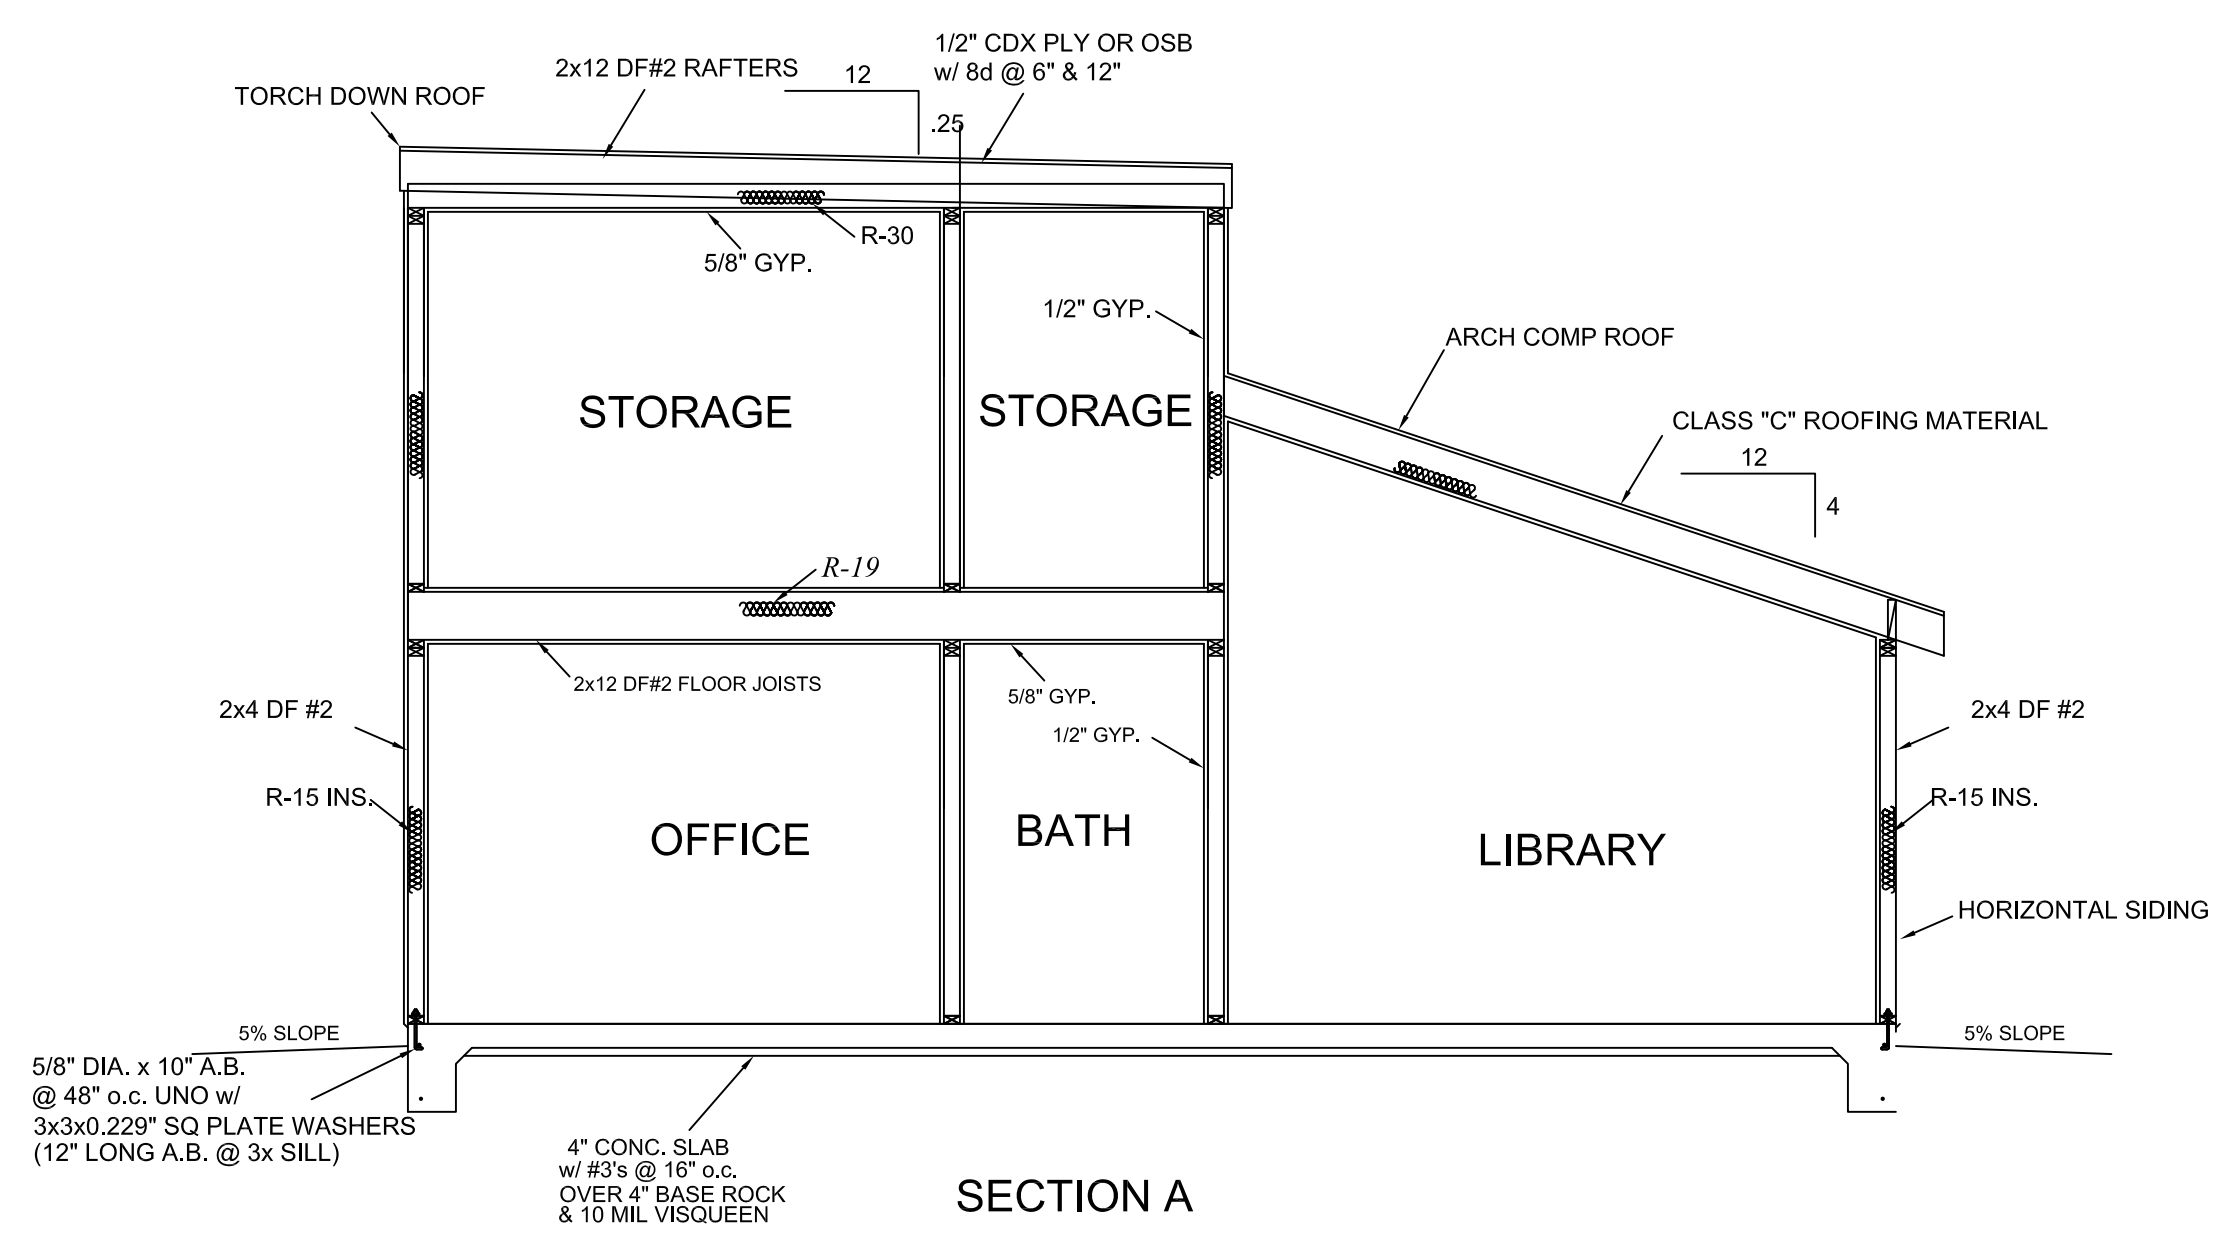 1/2" CDX PLY OR OSB
w/ 8d @ 6" & 12"
2x12 DF#2 RAFTERS
12
.25
TORCH DOWN ROOF
R-30
5/8" GYP.
1/2" GYP.
ARCH COMP ROOF
STORAGE
STORAGE
CLASS "C" ROOFING MATERIAL
12
4
R-19
2x12 DF#2 FLOOR JOISTS
5/8" GYP.
1/2" GYP.
2x4 DF #2
2x4 DF #2
R-15 INS.
R-15 INS.
OFFICE
BATH
LIBRARY
HORIZONTAL SIDING
5% SLOPE
5% SLOPE
5/8" DIA. x 10" A.B.
@ 48" o.c. UNO w/
3x3x0.229" SQ PLATE WASHERS
(12" LONG A.B. @ 3x SILL)
4" CONC. SLAB
w/ #3's @ 16" o.c.
OVER 4" BASE ROCK
& 10 MIL VISQUEEN
SECTION A